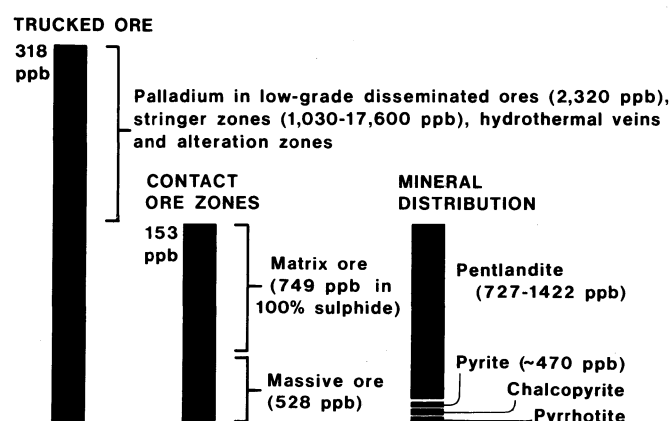 TRUCKED ORE
318
ppb
Palladium in low-grade disseminated ores (2,320 ppb),
stringer zones (1,030-17,600 ppb), hydrothermal veins
and alteration zones
CONTACT
ORE ZONES
153
ppb
Matrix ore
(749 ppb in
100% sulphide)
Massive ore
(528 ppb)
MINERAL
DISTRIBUTION
Pentlandite
(727-1422 ppb)
Pyrite (~470 ppb)
Chalcopyrite
Pyrrhotite